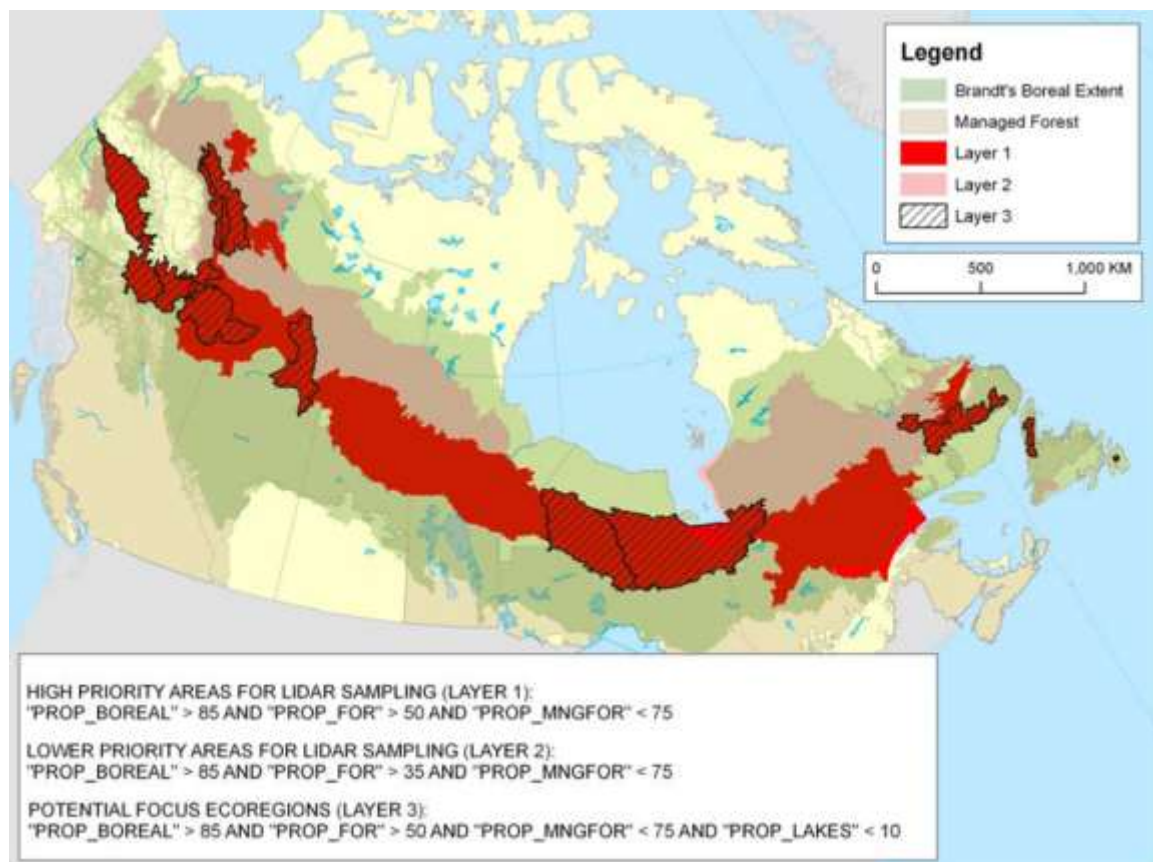 Legend
Brandt's Boreal Extent
Managed Forest
Layer 1
Layer 2
Layer 3
0 500 1,000 KM
HIGH PRIORITY AREAS FOR LIDAR SAMPLING (LAYER 1):
"PROP_BOREAL" > 85 AND "PROP_FOR" > 50 AND "PROP_MNGFOR" < 75
LOWER PRIORITY AREAS FOR LIDAR SAMPLING (LAYER 2):
"PROP_BOREAL" > 85 AND "PROP_FOR" > 35 AND "PROP_MNGFOR" < 75
POTENTIAL FOCUS ECOREGIONS (LAYER 3):
"PROP_BOREAL" > 85 AND "PROP_FOR" > 50 AND "PROP_MNGFOR" < 75 AND "PROP_LAKES" < 10